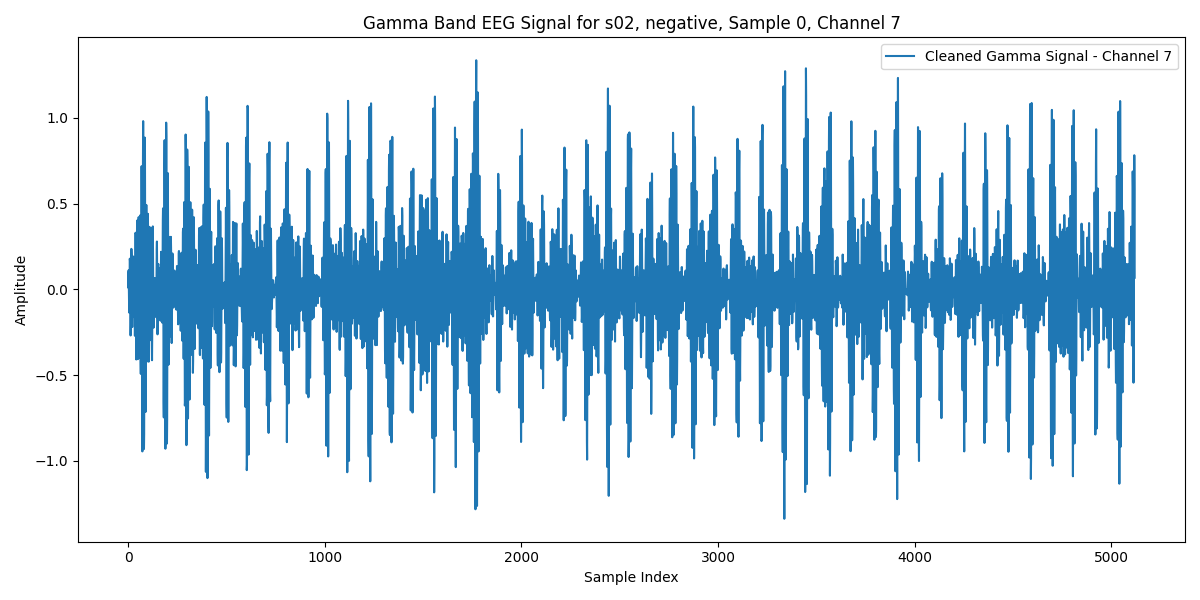 Gamma Band EEG Signal for s02, negative, Sample 0, Channel 7
Cleaned Gamma Signal - Channel 7
1.0
0.5
0.0
−0.5
−1.0
Amplitude
0 1000 2000 3000 4000 5000
Sample Index